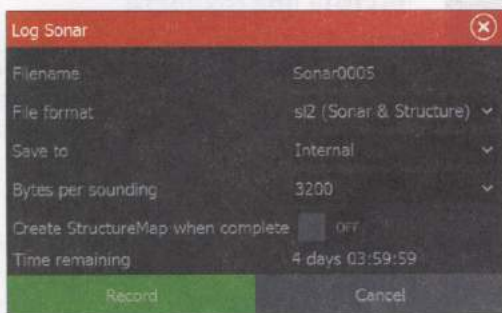 Log Sonar
Filename Sonar0005
File format sl2 (Sonar & Structure)
Save to Internal
Bytes per sounding 3200
Create StructureMap when complete OFF
Time remaining 4 days 03:59:59
Record Cancel